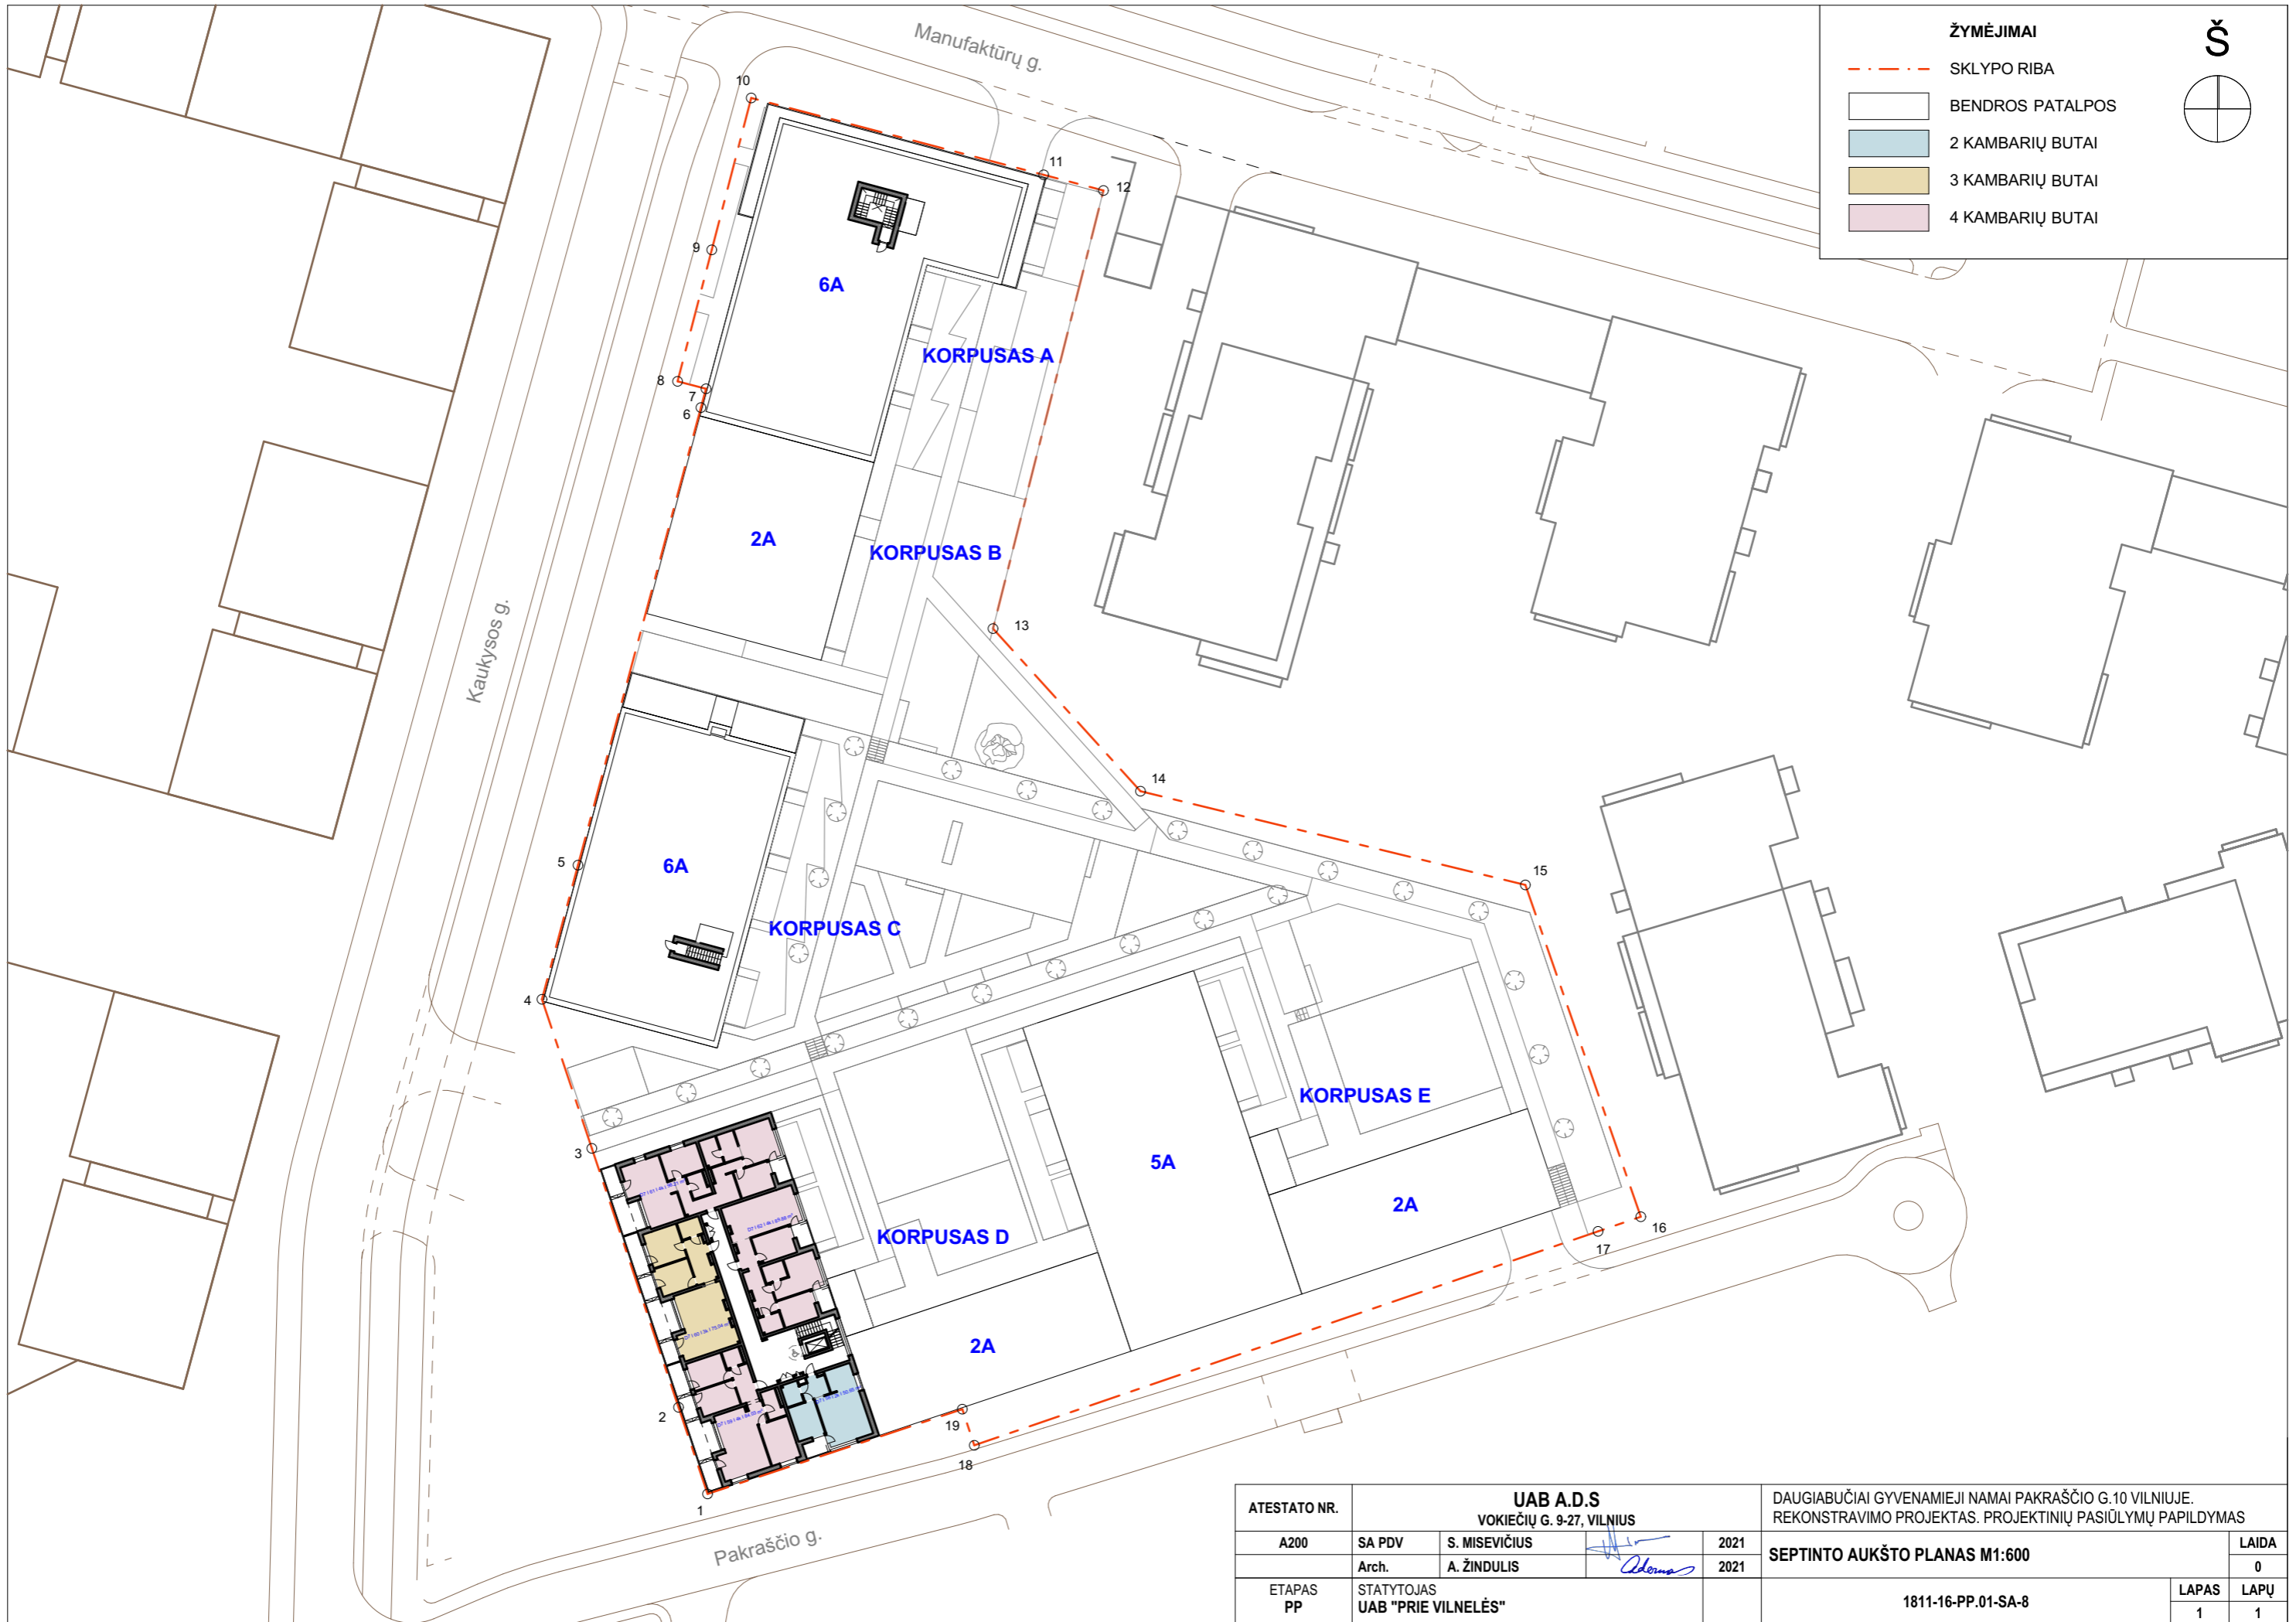 Manufaktūrų g.
ŽYMĖJIMAI
Š
SKLYPO RIBA
BENDROS PATALPOS
2 KAMBARIŲ BUTAI
3 KAMBARIŲ BUTAI
4 KAMBARIŲ BUTAI
10
11
12
9
6A
KORPUSAS A
8
7
6
2A
KORPUSAS B
Kaukysos g.
13
14
5
6A
15
KORPUSAS C
4
KORPUSAS E
3
5A
2A
KORPUSAS D
16
17
2A
2
19
18
1
Pakraščio g.
ATESTATO NR.
UAB A.D.S
VOKIEČIŲ G. 9-27, VILNIUS
DAUGIABUČIAI GYVENAMIEJI NAMAI PAKRAŠČIO G.10 VILNIUJE.
REKONSTRAVIMO PROJEKTAS. PROJEKTINIŲ PASIŪLYMŲ PAPILDYMAS
A200
SA PDV
S. MISEVIČIUS
2021
SEPTINTO AUKŠTO PLANAS M1:600
LAIDA
Arch.
A. ŽINDULIS
2021
0
ETAPAS
PP
STATYTOJAS
UAB "PRIE VILNELĖS"
1811-16-PP.01-SA-8
LAPAS
LAPŲ
1
1